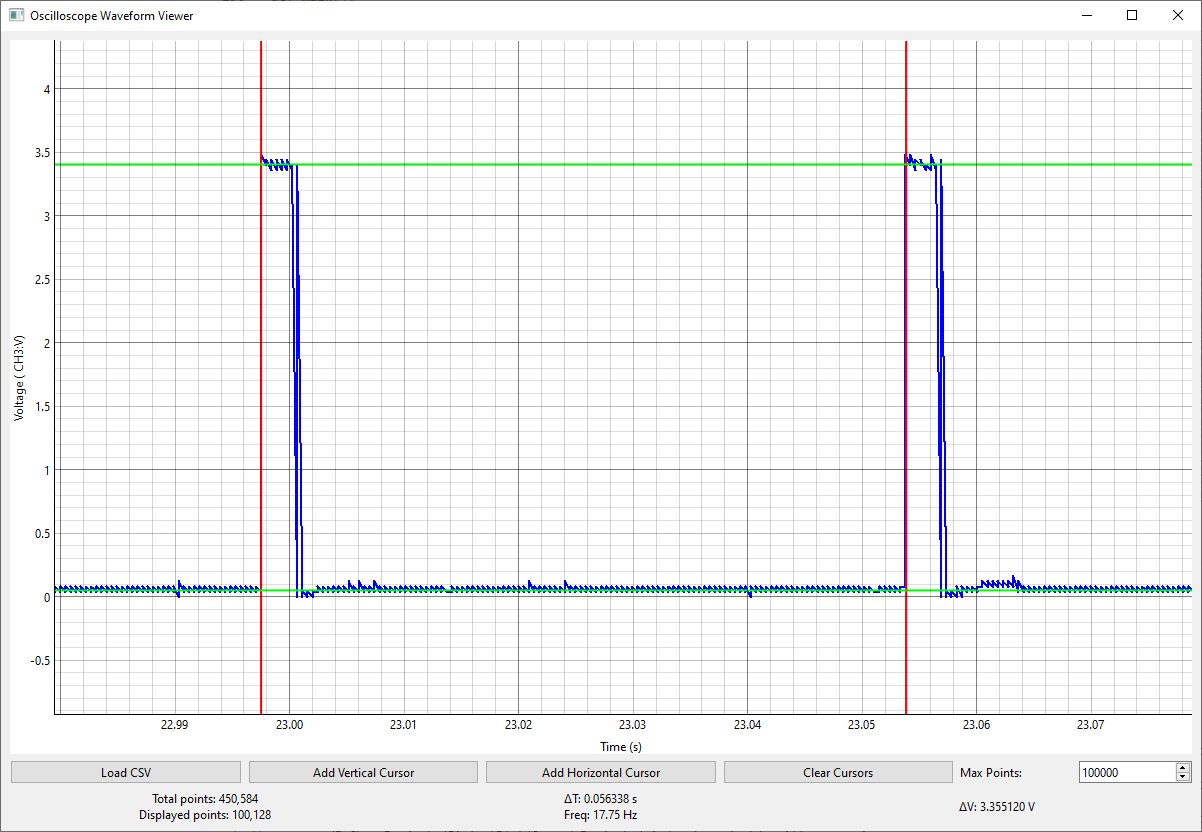 Oscilloscope Waveform Viewer
4
3.5
3
2.5
2
1.5
1
0.5
0
-0.5
Voltage ( CH3:V)
22.99 23.00 23.01 23.02 23.03 23.04 23.05 23.06 23.07
Time (s)
Load CSV Add Vertical Cursor Add Horizontal Cursor Clear Cursors Max Points: 100000
Total points: 450,584 ΔT: 0.056338 s ΔV: 3.355120 V
Displayed points: 100,128 Freq: 17.75 Hz